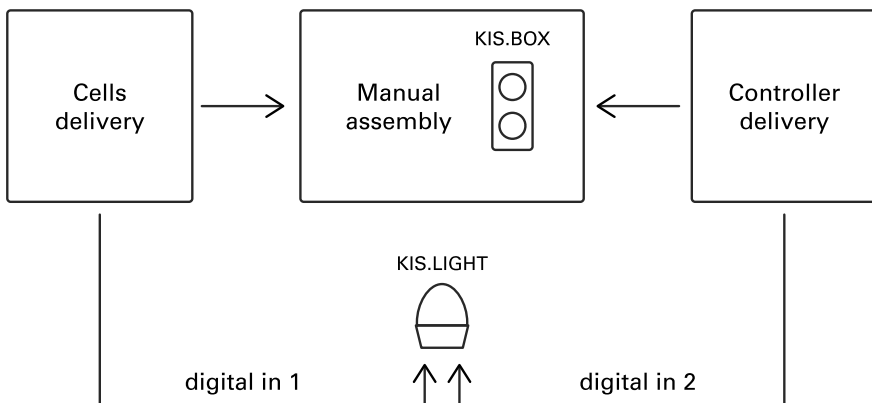 KIS.BOX
Cells
delivery
Manual
assembly
Controller
delivery
KIS.LIGHT
digital in 1
digital in 2